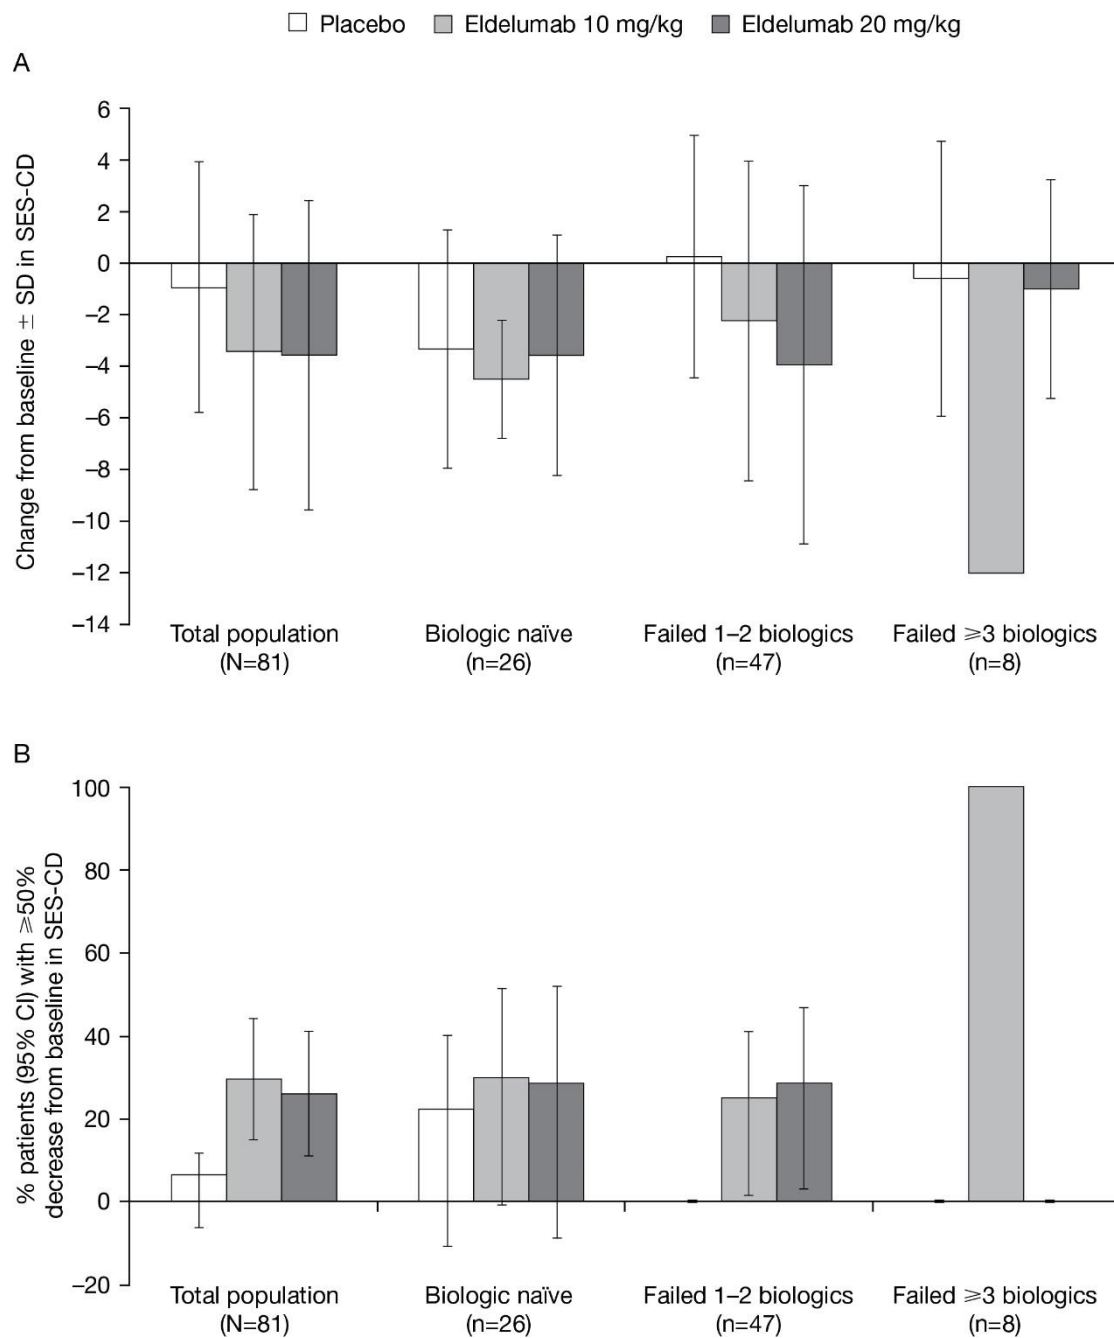 Placebo Eldelumab 10 mg/kg Eldelumab 20 mg/kg
A
Change from baseline ± SD in SES-CD
6
4
2
0
−2
−4
−6
−8
−10
−12
−14
Total population Biologic naïve Failed 1–2 biologics Failed ⩾3 biologics
(N=81) (n=26) (n=47) (n=8)
B
% patients (95% CI) with ⩾50%
decrease from baseline in SES-CD
100
80
60
40
20
0
−20
Total population Biologic naïve Failed 1–2 biologics Failed ⩾3 biologics
(N=81) (n=26) (n=47) (n=8)